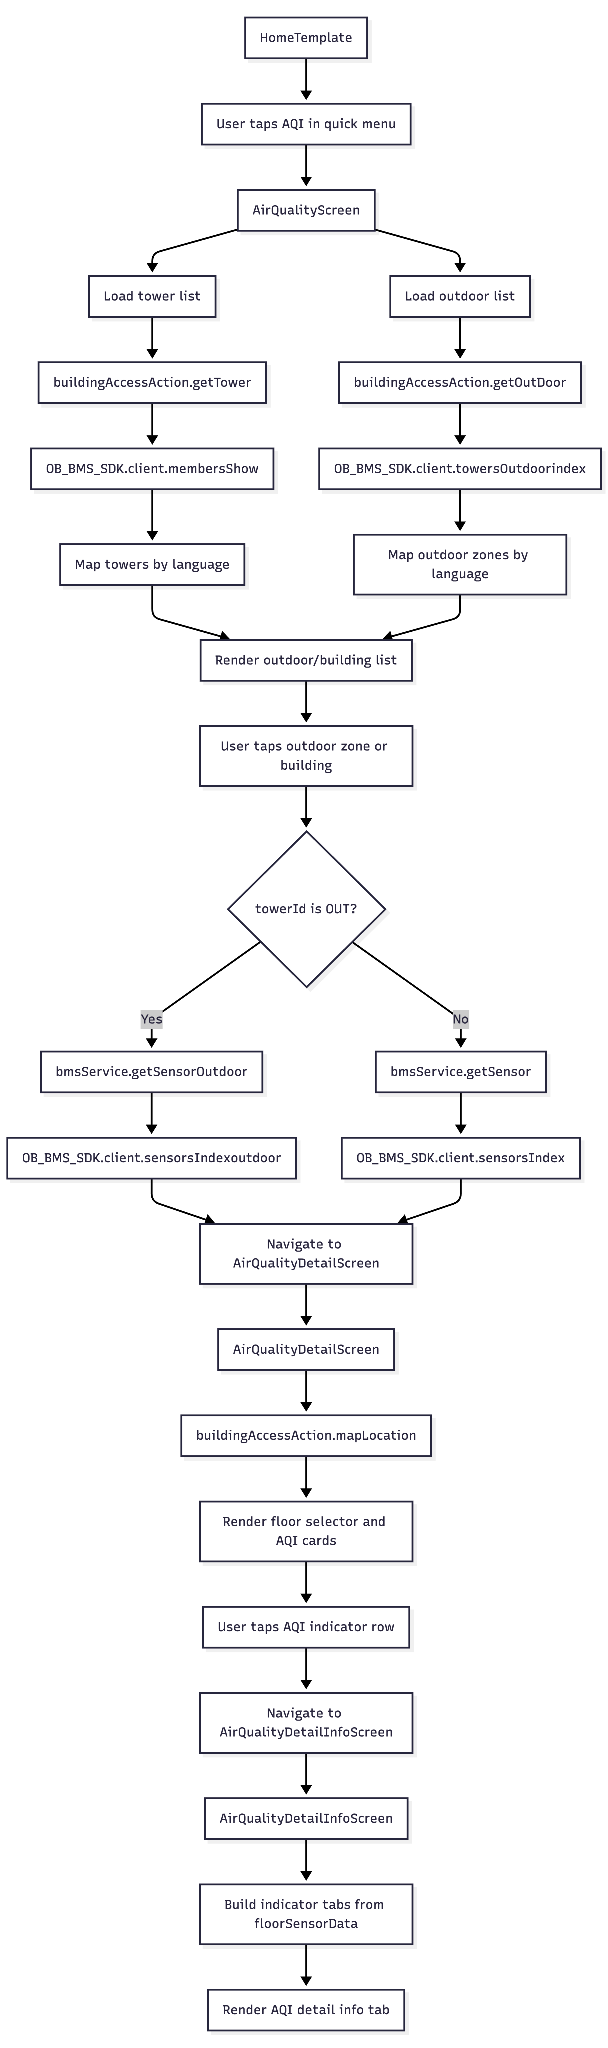 HomeTemplate
User taps AQI in quick menu
AirQualityScreen
Load tower list
Load outdoor list
buildingAccessAction.getTower
buildingAccessAction.getOutDoor
OB_BMS_SDK.client.membersShow
OB_BMS_SDK.client.towersOutdoorindex
Map towers by language
Map outdoor zones by
language
Render outdoor/building list
User taps outdoor zone or
building
towerId is OUT?
Yes
No
bmsService.getSensorOutdoor
bmsService.getSensor
OB_BMS_SDK.client.sensorsIndexoutdoor
OB_BMS_SDK.client.sensorsIndex
Navigate to
AirQualityDetailScreen
AirQualityDetailScreen
buildingAccessAction.mapLocation
Render floor selector and
AQI cards
User taps AQI indicator row
Navigate to
AirQualityDetailInfoScreen
AirQualityDetailInfoScreen
Build indicator tabs from
floorSensorData
Render AQI detail info tab